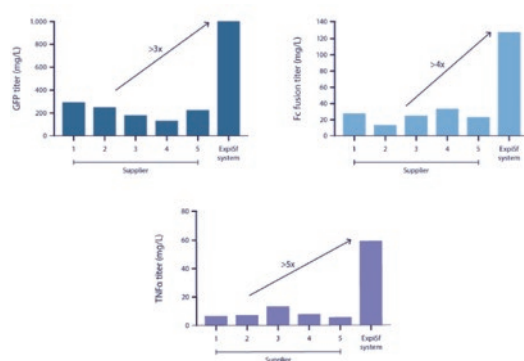 GFP titer (mg/L)
1,000
800
600
400
200
0
>3x
1 2 3 4 5 ExpiSf
system
Supplier
Fc fusion titer (mg/L)
140
120
100
80
60
40
20
0
>4x
1 2 3 4 5 ExpiSf
system
Supplier
TNFα titer (mg/L)
80
60
40
20
0
>5x
1 2 3 4 5 ExpiSf
system
Supplier